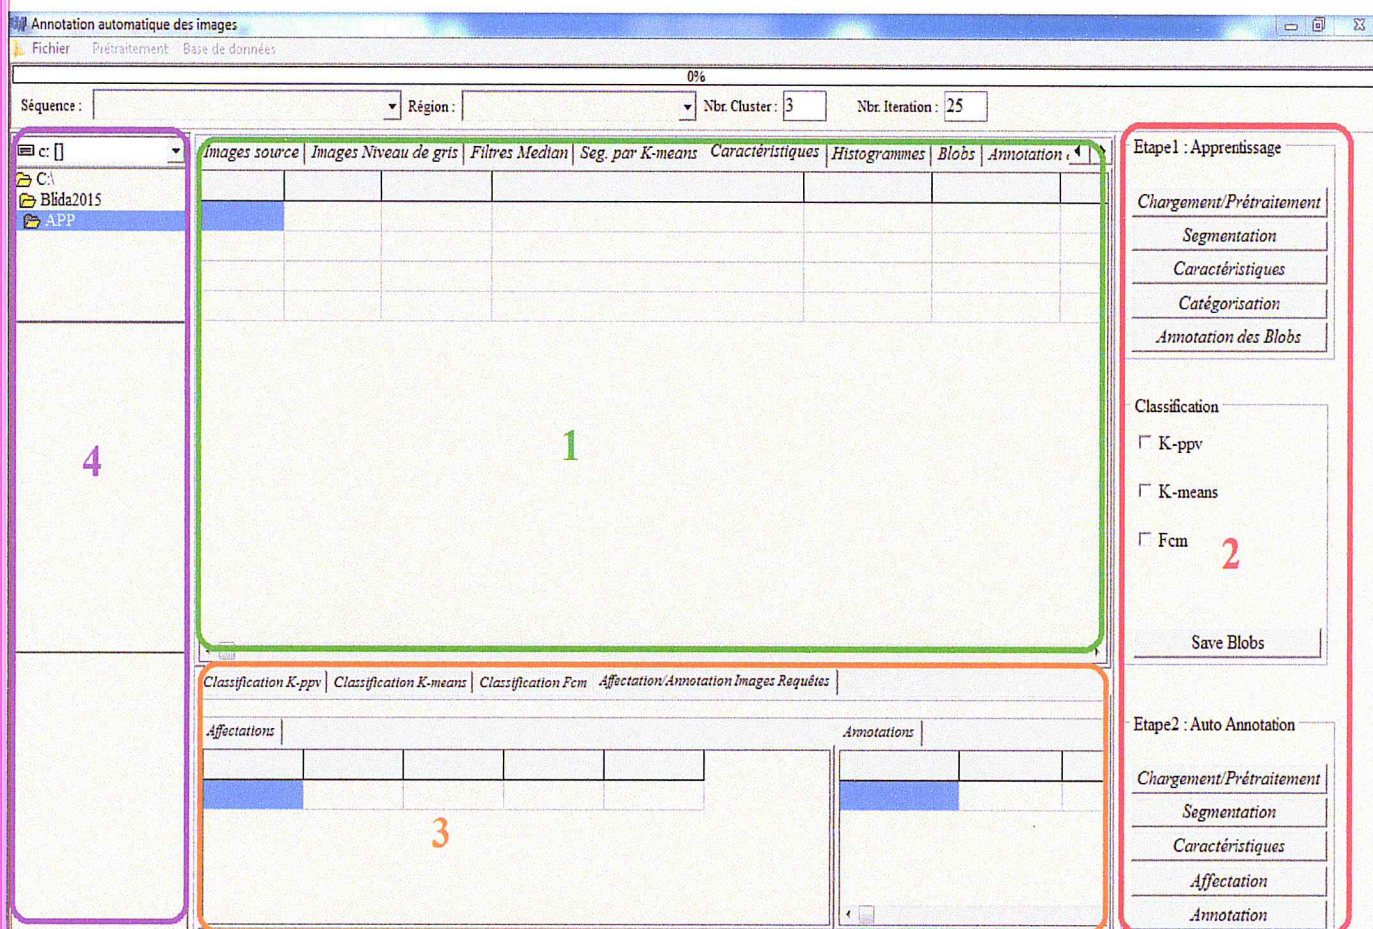 Annotation automatique des images
Fichier Prétraitement Base de données
0%
Séquence : Région : Nbr. Cluster : 3 Nbr. Iteration : 25
c: []
C:\
Blida2015
APP
4
Images source Images Niveau de gris Filtres Median Seg. par K-means Caractéristiques Histogrammes Blobs Annotation
1
Classification K-ppv Classification K-means Classification Fcm Affectation/Annotation Images Requêtes
Affectations Annotations
3
Etape1 : Apprentissage
Chargement/Prétraitement
Segmentation
Caractéristiques
Catégorisation
Annotation des Blobs
Classification
K-ppv
K-means
Fcm
2
Save Blobs
Etape2 : Auto Annotation
Chargement/Prétraitement
Segmentation
Caractéristiques
Affectation
Annotation